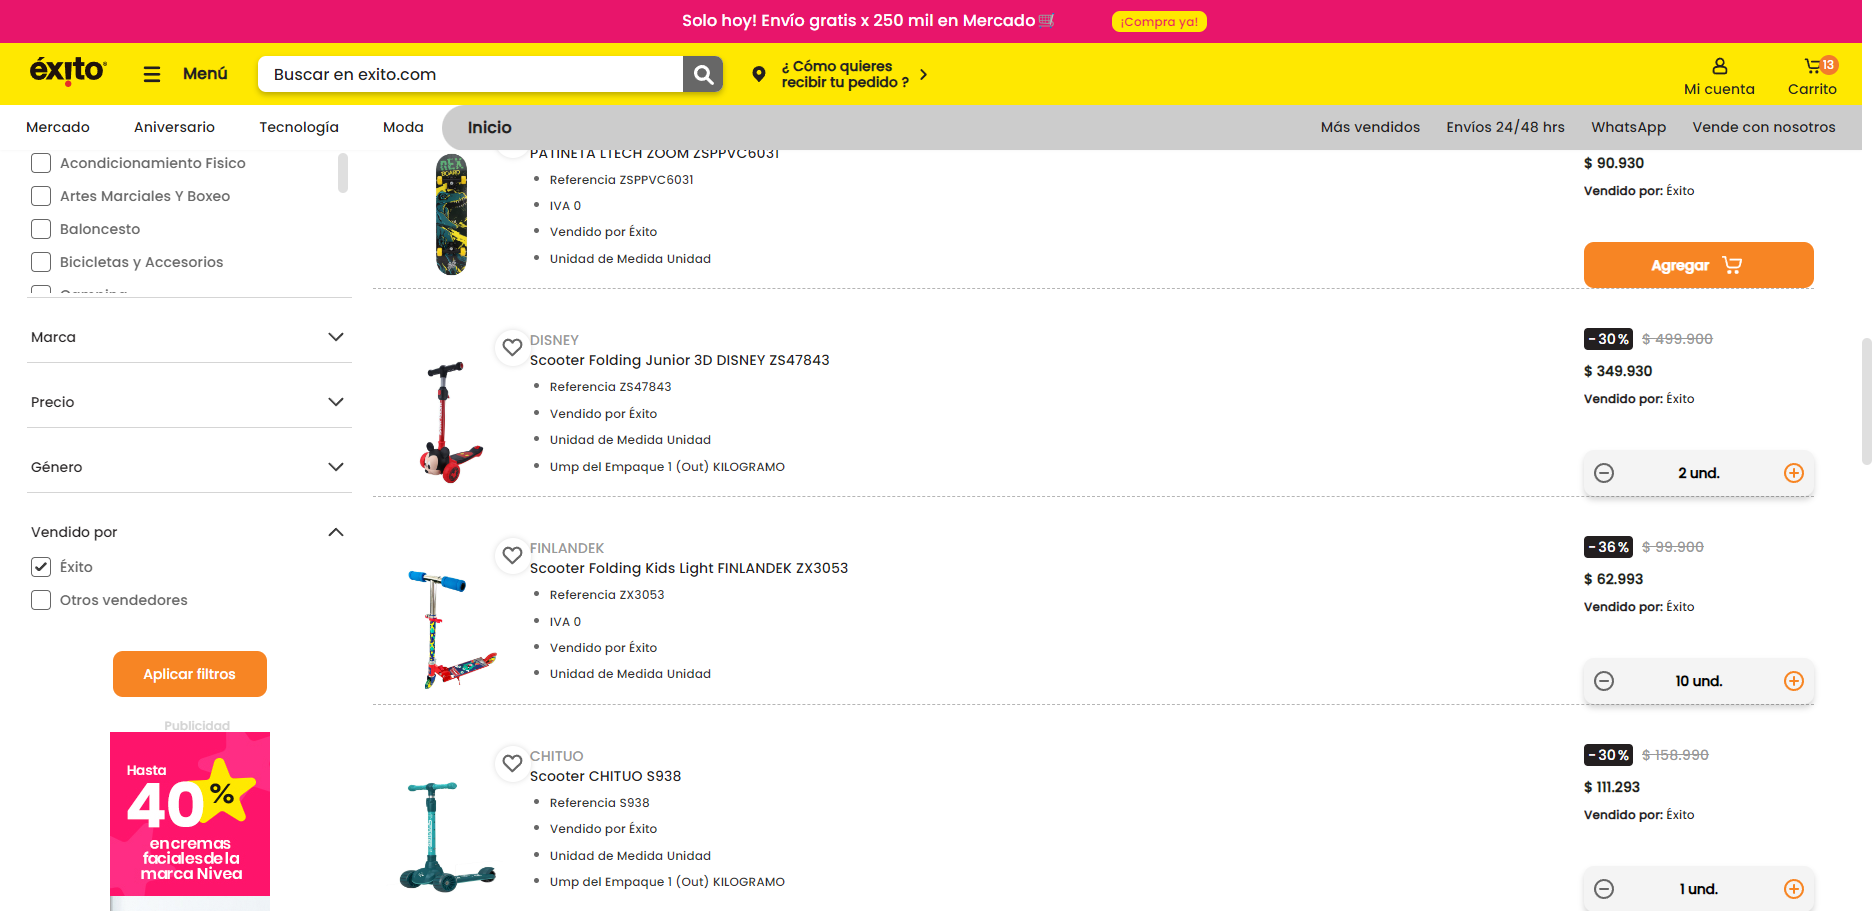 Solo hoy! Envío gratis x 250 mil en Mercado🛒 ¡Compra ya!
éxito
Menú
Buscar en exito.com
¿ Cómo quieres
recibir tu pedido ?
Mi cuenta
13
Carrito
Mercado
Aniversario
Tecnología
Moda
Inicio
Más vendidos
Envíos 24/48 hrs
WhatsApp
Vende con nosotros
Acondicionamiento Fisico
Artes Marciales Y Boxeo
Baloncesto
Bicicletas y Accesorios
Marca
Precio
Género
Vendido por
Éxito
Otros vendedores
Aplicar filtros
Publicidad
Hasta
40%
en cremas
faciales de la
marca Nivea
PATINETA LTECH ZOOM ZSPPVC6031
Referencia ZSPPVC6031
IVA 0
Vendido por Éxito
Unidad de Medida Unidad
$ 90.930
Vendido por: Éxito
Agregar
DISNEY
Scooter Folding Junior 3D DISNEY ZS47843
Referencia ZS47843
Vendido por Éxito
Unidad de Medida Unidad
Ump del Empaque 1 (Out) KILOGRAMO
-30% $ 499.900
$ 349.930
Vendido por: Éxito
2 und.
FINLANDEK
Scooter Folding Kids Light FINLANDEK ZX3053
Referencia ZX3053
IVA 0
Vendido por Éxito
Unidad de Medida Unidad
-36% $ 99.900
$ 62.993
Vendido por: Éxito
10 und.
CHITUO
Scooter CHITUO S938
Referencia S938
Vendido por Éxito
Unidad de Medida Unidad
Ump del Empaque 1 (Out) KILOGRAMO
-30% $ 158.990
$ 111.293
Vendido por: Éxito
1 und.